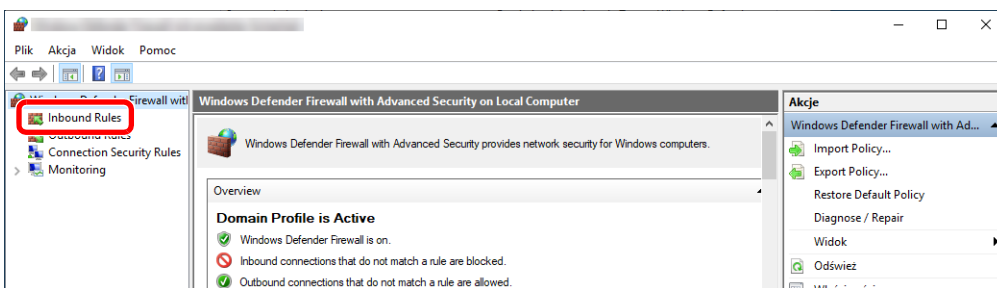 Plik Akcja Widok Pomoc
Firewall witl
Inbound Rules
Connection Security Rules
Monitoring
Windows Defender Firewall with Advanced Security on Local Computer
Windows Defender Firewall with Advanced Security provides network security for Windows computers.
Overview
Domain Profile is Active
Windows Defender Firewall is on.
Inbound connections that do not match a rule are blocked.
Outbound connections that do not match a rule are allowed.
Akcje
Windows Defender Firewall with Ad...
Import Policy...
Export Policy...
Restore Default Policy
Diagnose / Repair
Widok
Odśwież